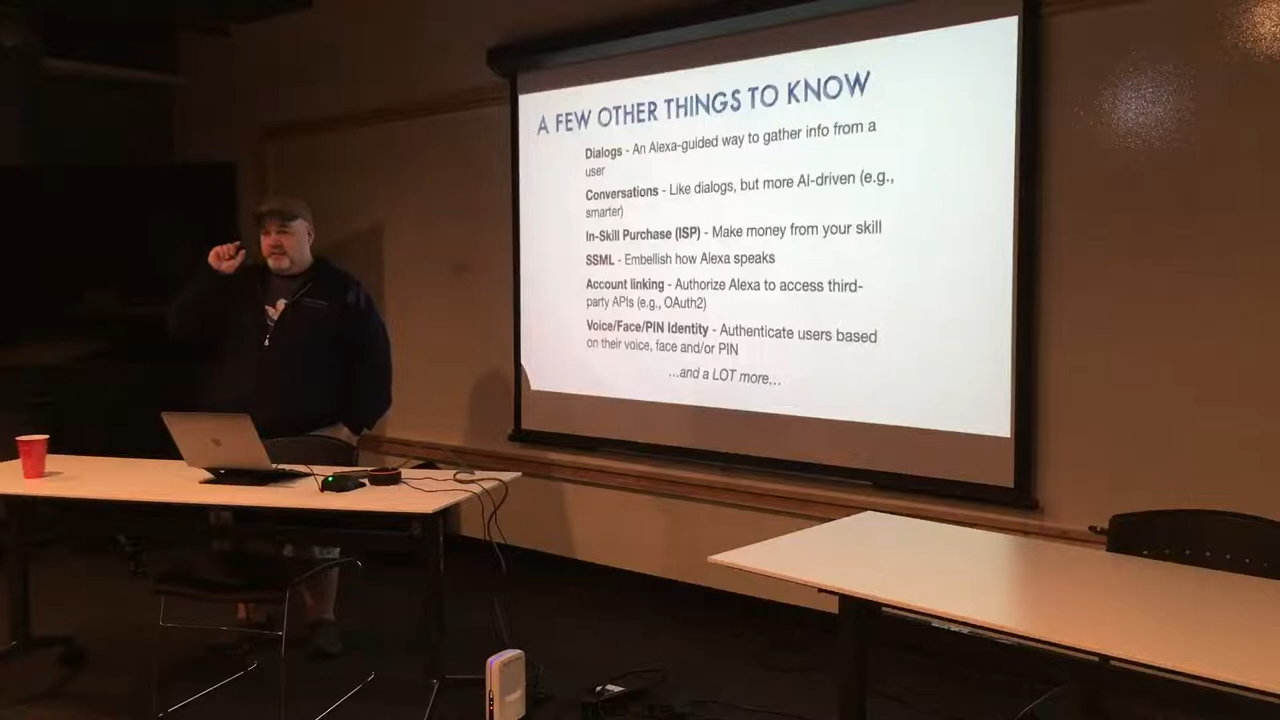 A FEW OTHER THINGS TO KNOW
Dialogs - An Alexa-guided way to gather info from a
user
Conversations - Like dialogs, but more AI-driven (e.g.,
smarter)
In-Skill Purchase (ISP) - Make money from your skill
SSML - Embellish how Alexa speaks
Account linking - Authorize Alexa to access third-
party APIs (e.g., OAuth2)
Voice/Face/PIN Identity - Authenticate users based
on their voice, face and/or PIN
...and a LOT more...